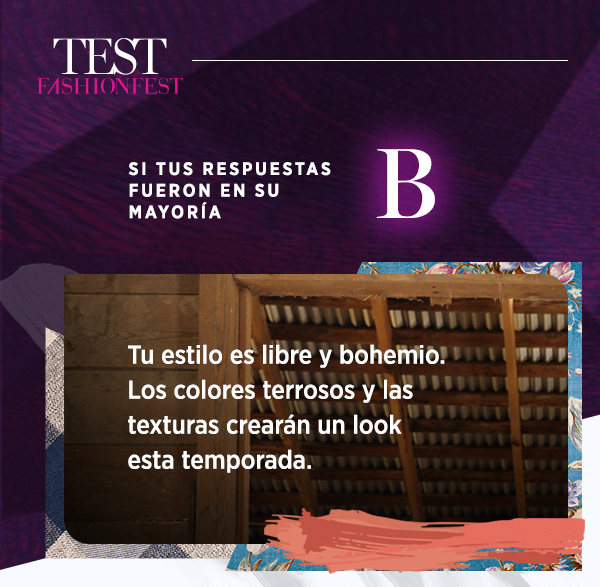 TEST
FASHIONFEST
SI TUS RESPUESTAS
FUERON EN SU
MAYORÍA
B
Tu estilo es libre y bohemio.
Los colores terrosos y las
texturas crearán un look
esta temporada.